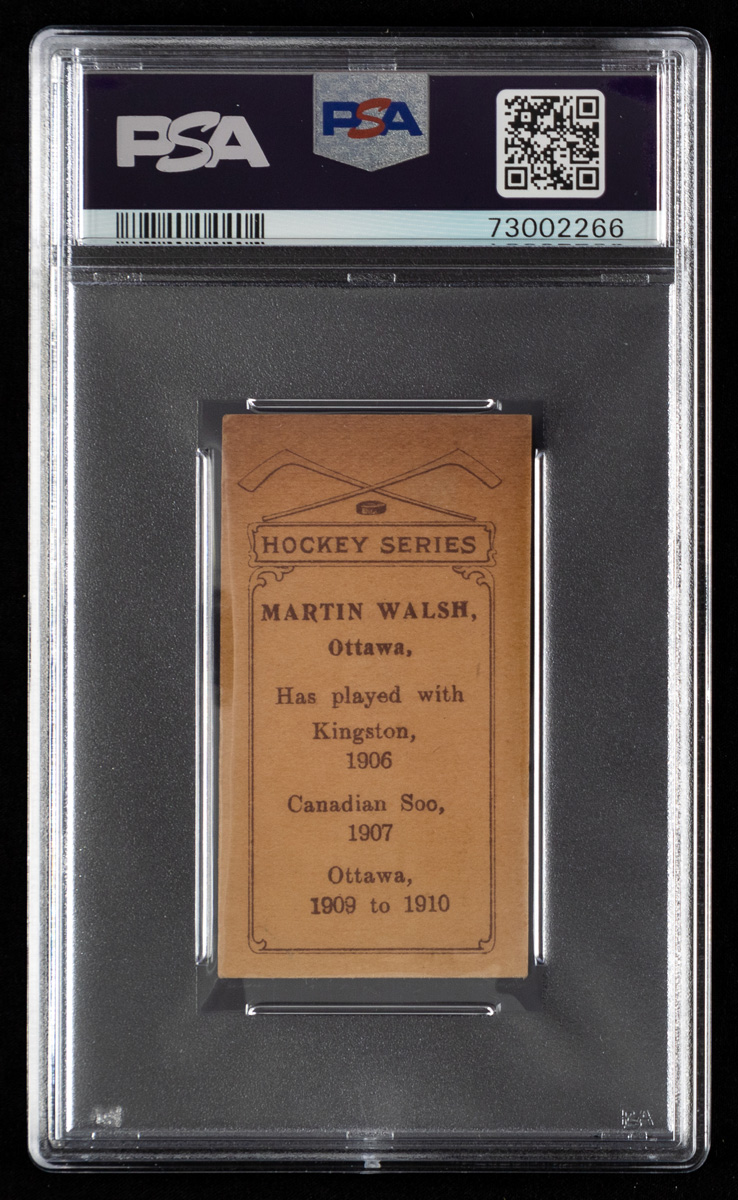 PSA
PSA
73002266
HOCKEY SERIES
MARTIN WALSH,
Ottawa,
Has played with
Kingston,
1906
Canadian Soo,
1907
Ottawa,
1909 to 1910
PSA